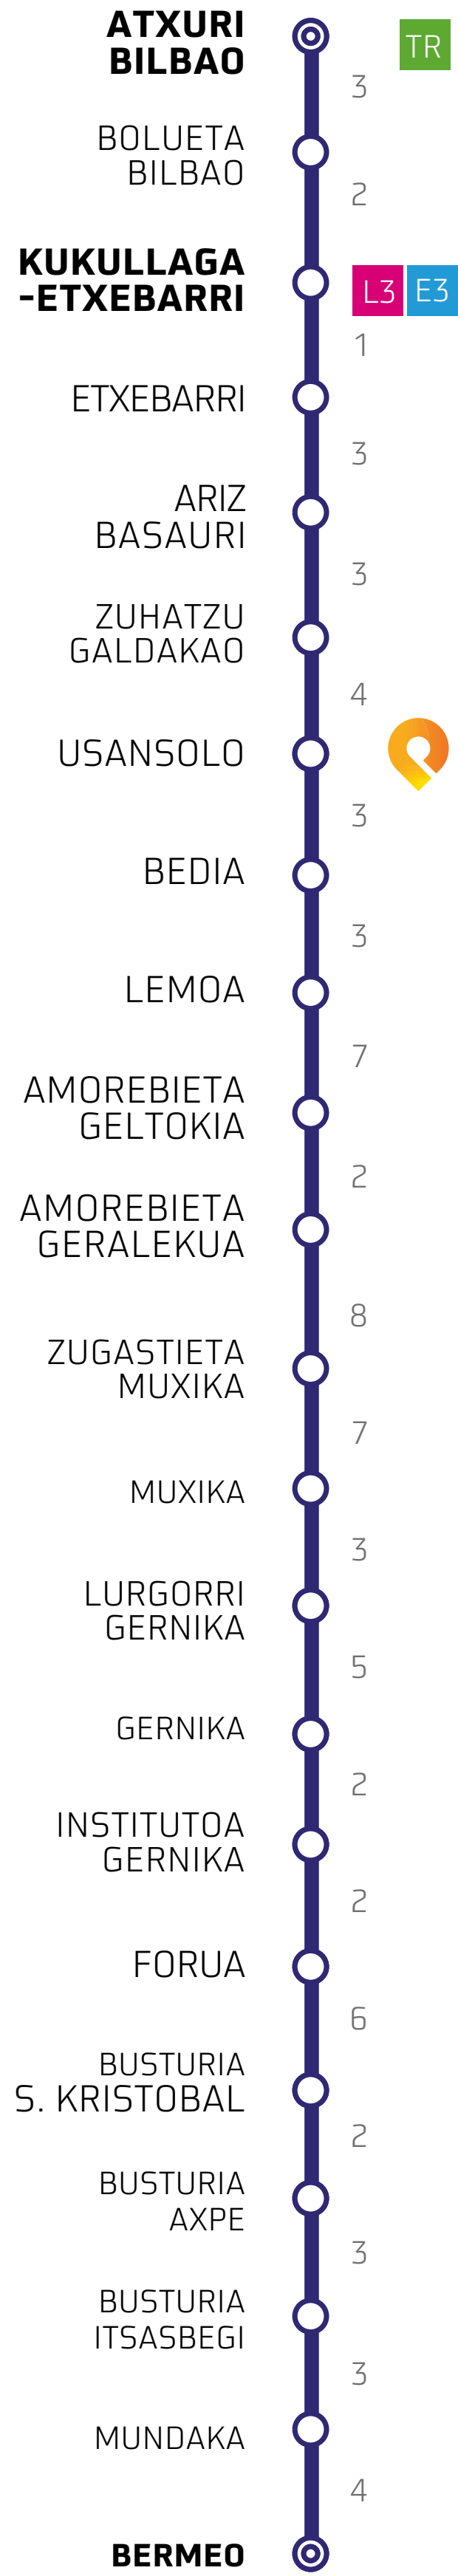 ATXURI
BILBAO
TR
3
BOLUETA
BILBAO
2
KUKULLAGA
-ETXEBARRI
L3 E3
1
ETXEBARRI
3
ARIZ
BASAURI
3
ZUHATZU
GALDAKAO
4
USANSOLO
3
BEDIA
3
LEMOA
7
AMOREBIETA
GELTOKIA
2
AMOREBIETA
GERALEKUA
8
ZUGASTIETA
MUXIKA
7
MUXIKA
3
LURGORRI
GERNIKA
5
GERNIKA
2
INSTITUTOA
GERNIKA
2
FORUA
6
BUSTURIA
S. KRISTOBAL
2
BUSTURIA
AXPE
3
BUSTURIA
ITSASBEGI
3
MUNDAKA
4
BERMEO